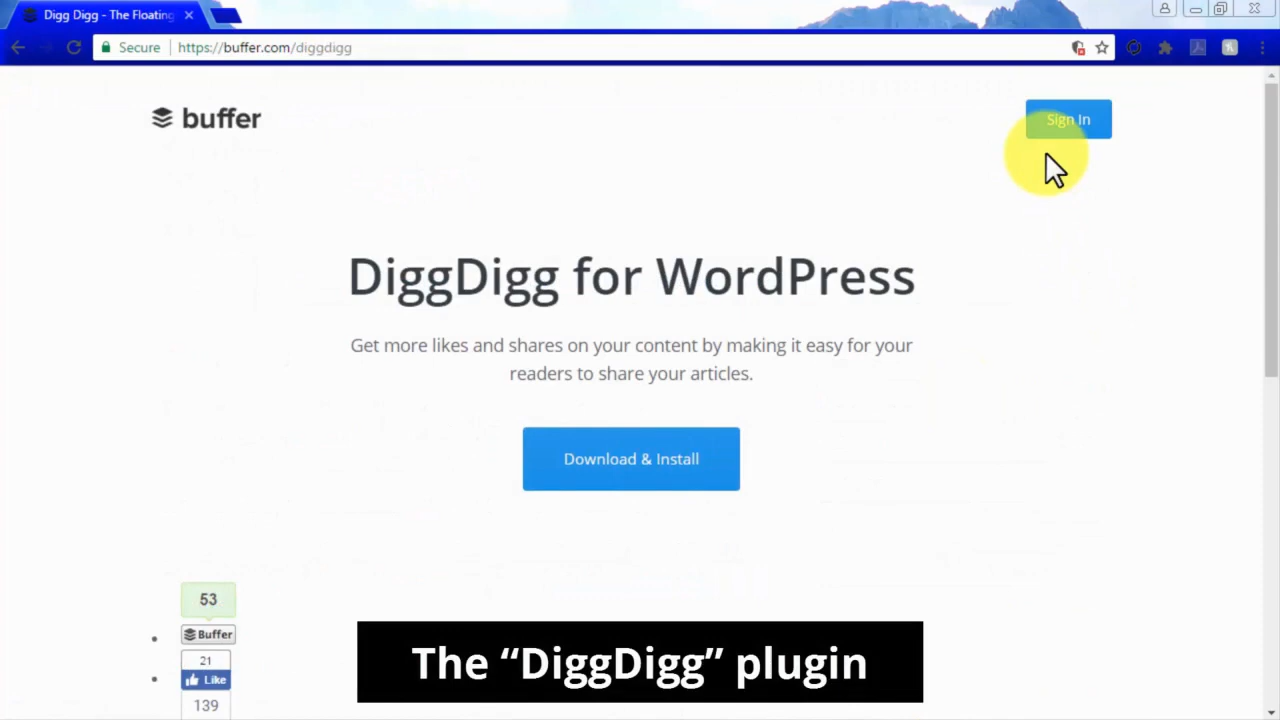 Digg Digg - The Floating
Secure
https://buffer.com/diggdigg
buffer
Sign In
DiggDigg for WordPress
Get more likes and shares on your content by making it easy for your
readers to share your articles.
Download & Install
53
Buffer
21
Like
139
The “DiggDigg” plugin